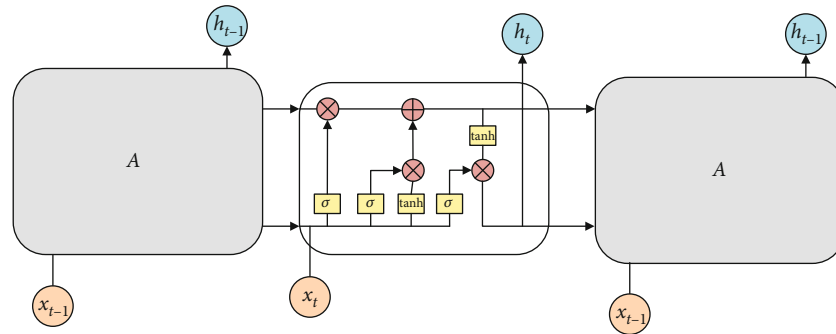 h_{t–1}
h_t
h_{t–1}
tanh
A
A
σ
σ
tanh
σ
x_{t–1}
x_t
x_{t–1}